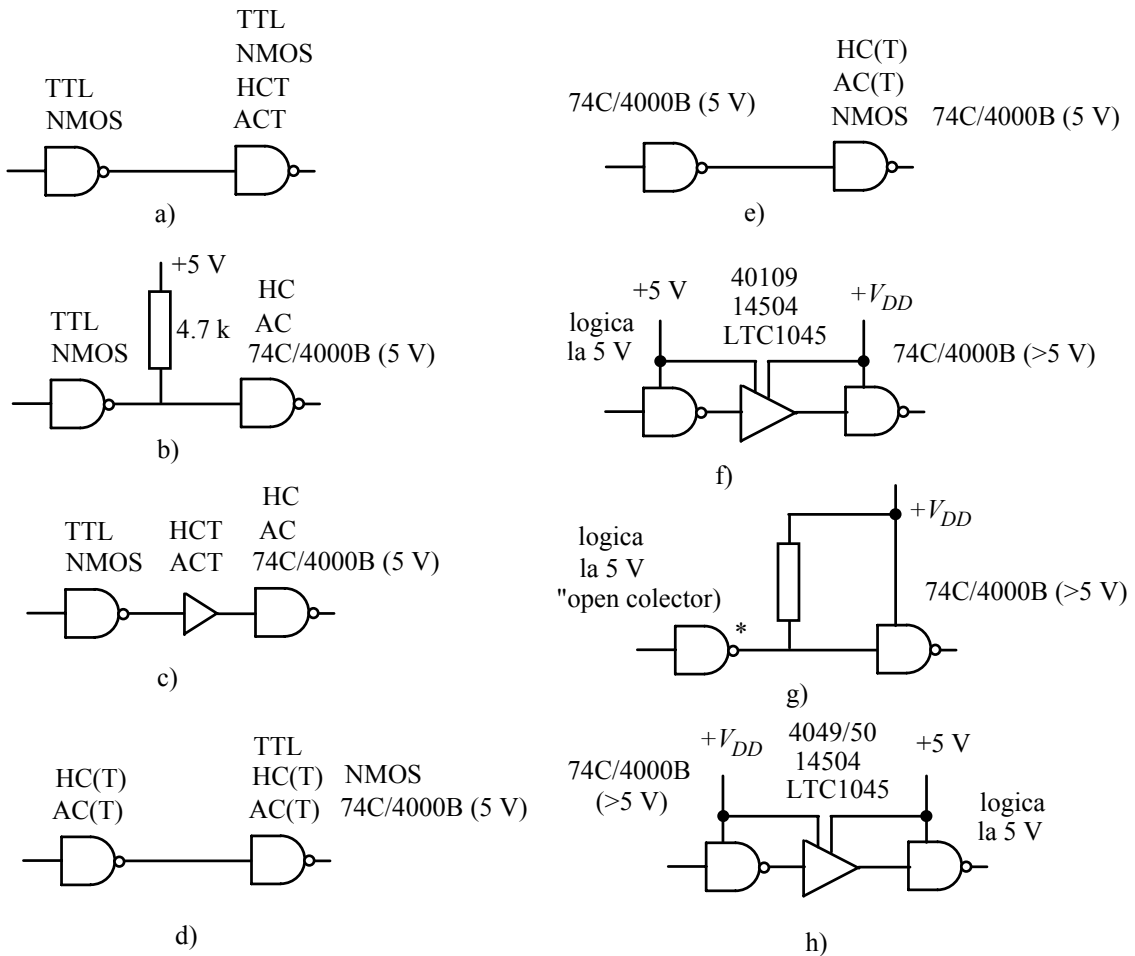 TTL
NMOS
TTL
NMOS
HCT
ACT
a)
+5 V
4.7 k
TTL
NMOS
HC
AC
74C/4000B (5 V)
b)
TTL
NMOS
HCT
ACT
HC
AC
74C/4000B (5 V)
c)
HC(T)
AC(T)
TTL
HC(T)
AC(T)
NMOS
74C/4000B (5 V)
d)
74C/4000B (5 V)
HC(T)
AC(T)
NMOS
74C/4000B (5 V)
e)
logica
la 5 V
+5 V
40109
14504
LTC1045
+VDD
74C/4000B (>5 V)
f)
logica
la 5 V
"open colector)
*
+VDD
74C/4000B (>5 V)
g)
74C/4000B
(>5 V)
+VDD
4049/50
14504
LTC1045
+5 V
logica
la 5 V
h)